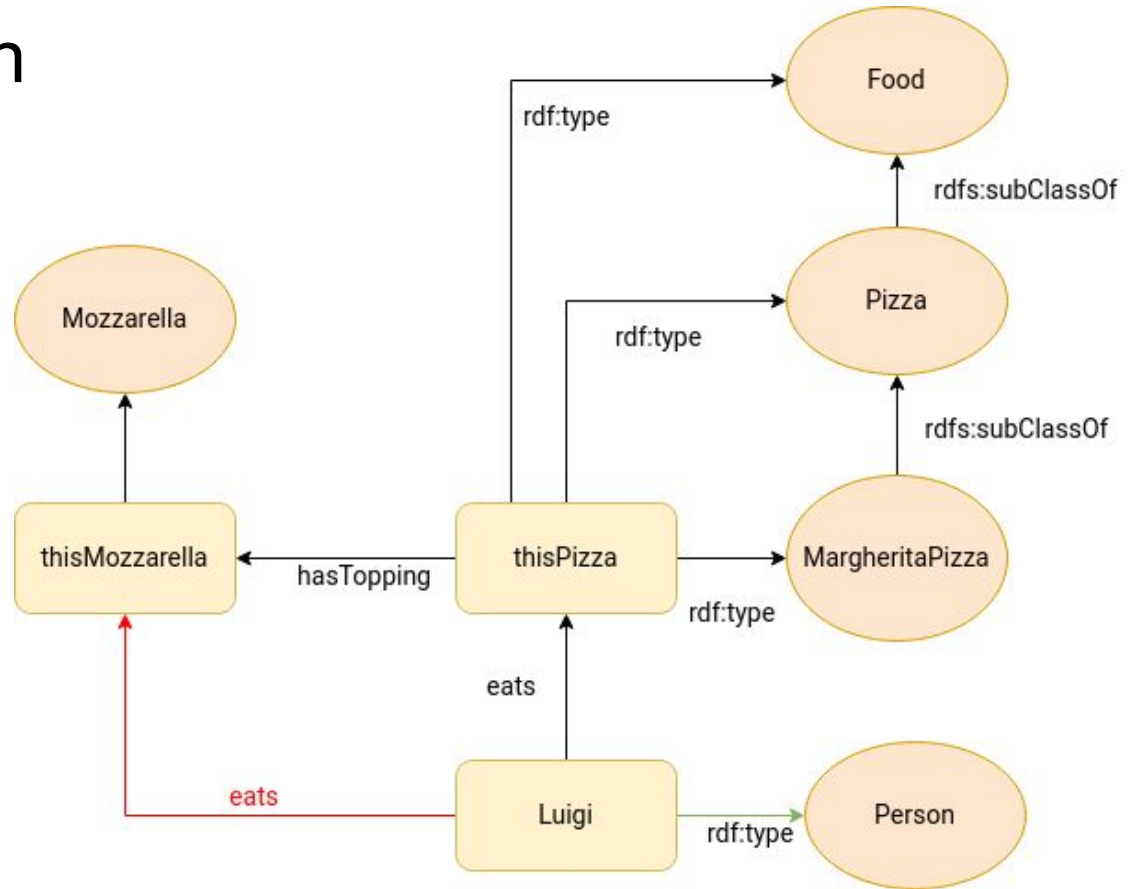 n
Food
rdf:type
rdfs:subClassOf
Pizza
Mozzarella
rdf:type
rdfs:subClassOf
thisMozzarella
thisPizza
MargheritaPizza
hasTopping
rdf:type
eats
eats
Luigi
Person
rdf:type